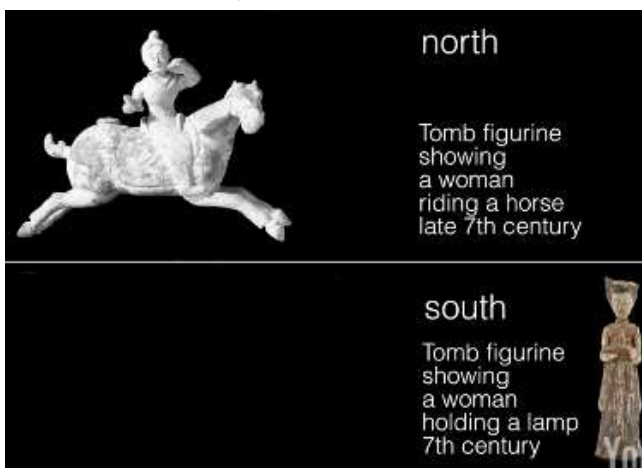 north
Tomb figurine
showing
a woman
riding a horse
late 7th century
south
Tomb figurine
showing
a woman
holding a lamp
7th century
Yo